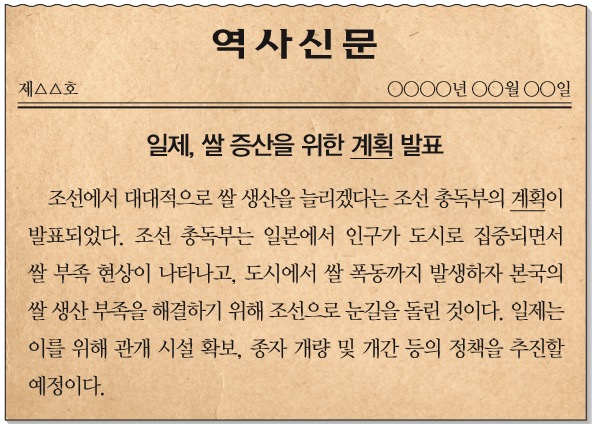 역사신문
제△△호 ○○○○년 ○○월 ○○일
일제, 쌀 증산을 위한 계획 발표
조선에서 대대적으로 쌀 생산을 늘리겠다는 조선 총독부의 계획이
발표되었다. 조선 총독부는 일본에서 인구가 도시로 집중되면서
쌀 부족 현상이 나타나고, 도시에서 쌀 폭동까지 발생하자 본국의
쌀 생산 부족을 해결하기 위해 조선으로 눈길을 돌린 것이다. 일제는
이를 위해 관개 시설 확보, 종자 개량 및 개간 등의 정책을 추진할
예정이다.